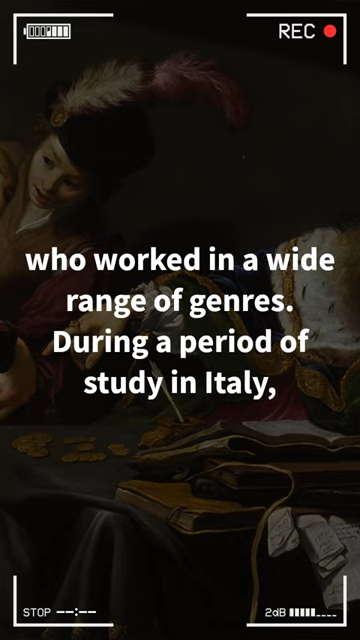 REC
who worked in a wide
range of genres.
During a period of
study in Italy,
STOP --:--
2dB